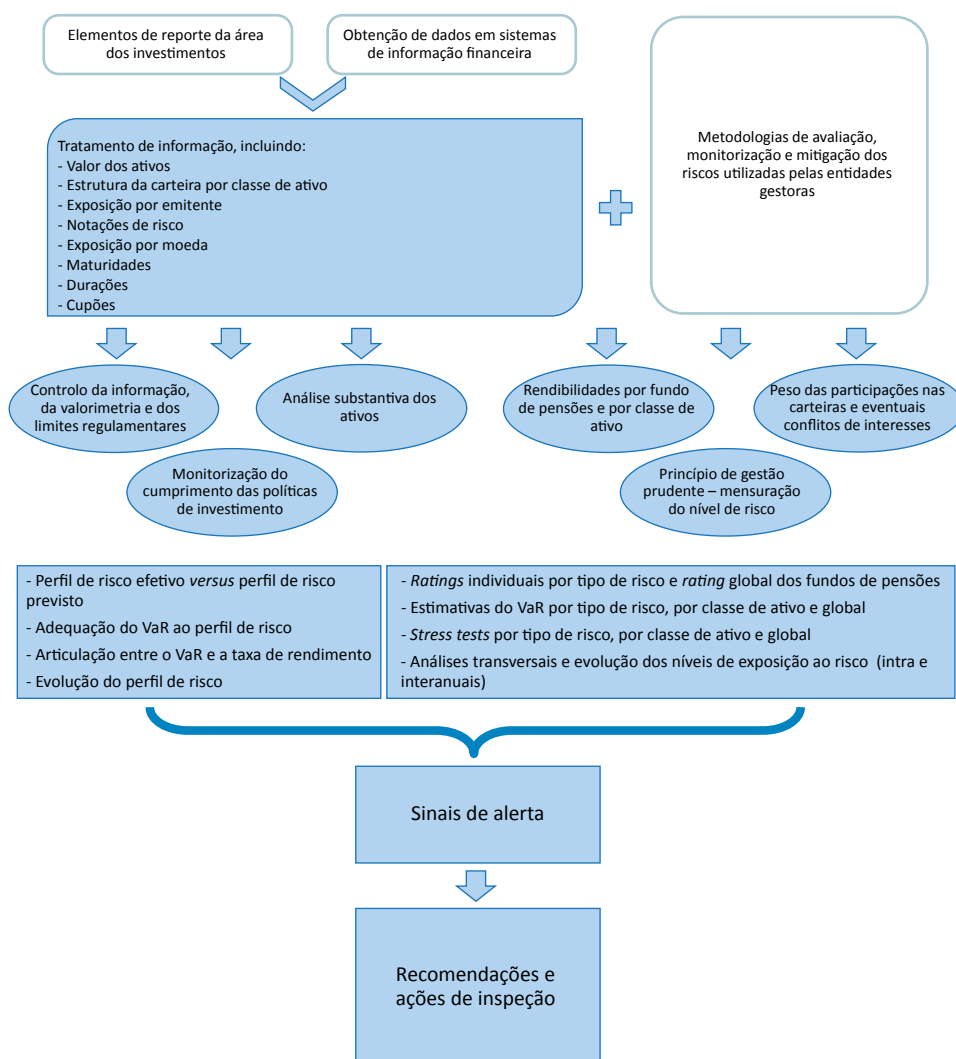 Elementos de reporte da área
dos investimentos
Obtenção de dados em sistemas
de informação financeira
Tratamento de informação, incluindo:
- Valor dos ativos
- Estrutura da carteira por classe de ativo
- Exposição por emitente
- Notações de risco
- Exposição por moeda
- Maturidades
- Durações
- Cupões
Metodologias de avaliação,
monitorização e mitigação dos
riscos utilizadas pelas entidades
gestoras
Controlo da informação,
da valorimetria e dos
limites regulamentares
Análise substantiva dos
ativos
Monitorização do
cumprimento das políticas
de investimento
Rendibilidades por fundo
de pensões e por classe de
ativo
Peso das participações nas
carteiras e eventuais
conflitos de interesses
Princípio de gestão
prudente – mensuração
do nível de risco
- Perfil de risco efetivo versus perfil de risco
previsto
- Adequação do VaR ao perfil de risco
- Articulação entre o VaR e a taxa de rendimento
- Evolução do perfil de risco
- Ratings individuais por tipo de risco e rating global dos fundos de pensões
- Estimativas do VaR por tipo de risco, por classe de ativo e global
- Stress tests por tipo de risco, por classe de ativo e global
- Análises transversais e evolução dos níveis de exposição ao risco (intra e
interanuais)
Sinais de alerta
Recomendações e
ações de inspeção